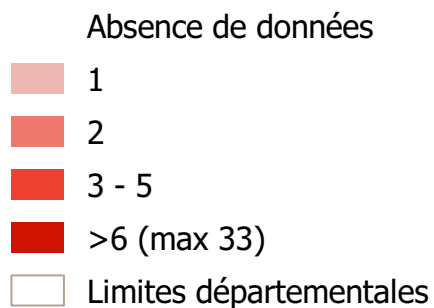 Absence de données
1
2
3 - 5
>6 (max 33)
Limites départementales